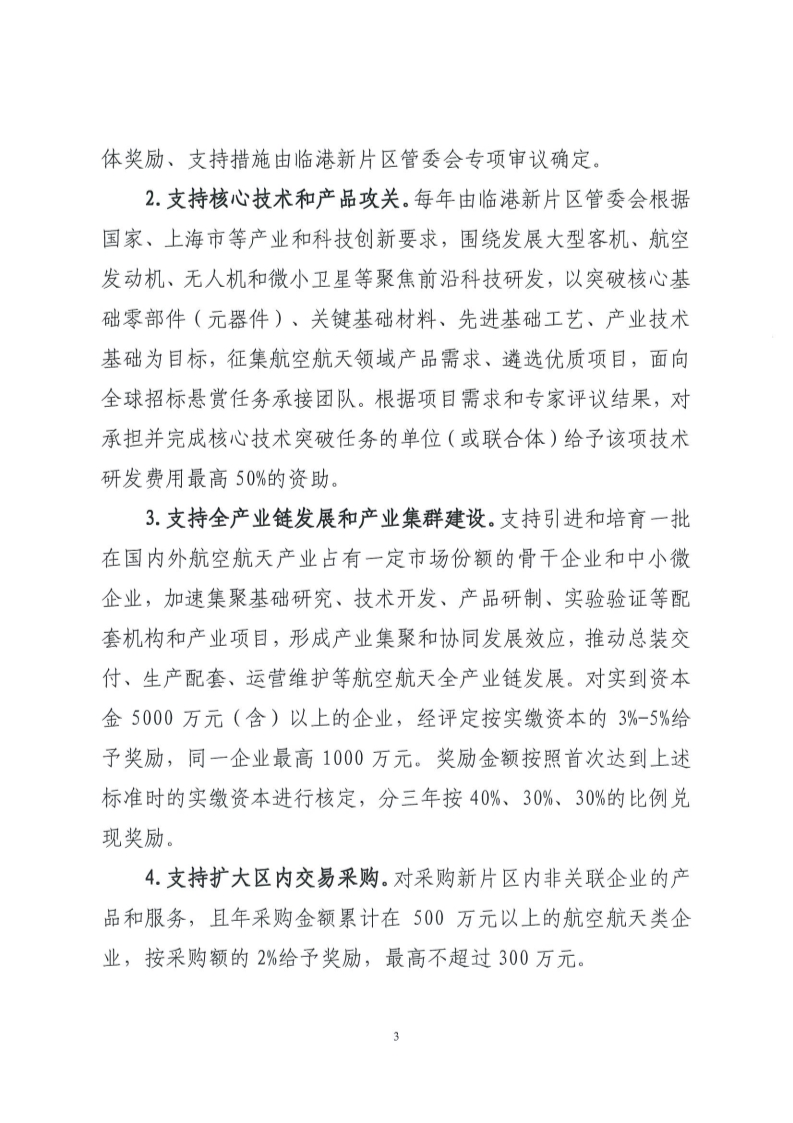 体奖励、支持措施由临港新片区管委会专项审议确定。
2.支持核心技术和产品攻关。每年由临港新片区管委会根据
国家、上海市等产业和科技创新要求，围绕发展大型客机、航空
发动机、无人机和微小卫星等聚焦前沿科技研发，以突破核心基
础零部件（元器件）、关键基础材料、先进基础工艺、产业技术
基础为目标，征集航空航天领域产品需求、遴选优质项目，面向
全球招标悬赏任务承接团队。根据项目需求和专家评议结果，对
承担并完成核心技术突破任务的单位（或联合体）给予该项技术
研发费用最高 50%的资助。
3.支持全产业链发展和产业集群建设。支持引进和培育一批
在国内外航空航天产业占有一定市场份额的骨干企业和中小微
企业，加速集聚基础研究、技术开发、产品研制、实验验证等配
套机构和产业项目，形成产业集聚和协同发展效应，推动总装交
付、生产配套、运营维护等航空航天全产业链发展。对实到资本
金 5000 万元（含）以上的企业，经评定按实缴资本的 3%-5%给
予奖励，同一企业最高 1000 万元。奖励金额按照首次达到上述
标准时的实缴资本进行核定，分三年按 40%、30%、30%的比例兑
现奖励。
4.支持扩大区内交易采购。对采购新片区内非关联企业的产
品和服务，且年采购金额累计在 500 万元以上的航空航天类企
业，按采购额的 2%给予奖励，最高不超过 300 万元。
3